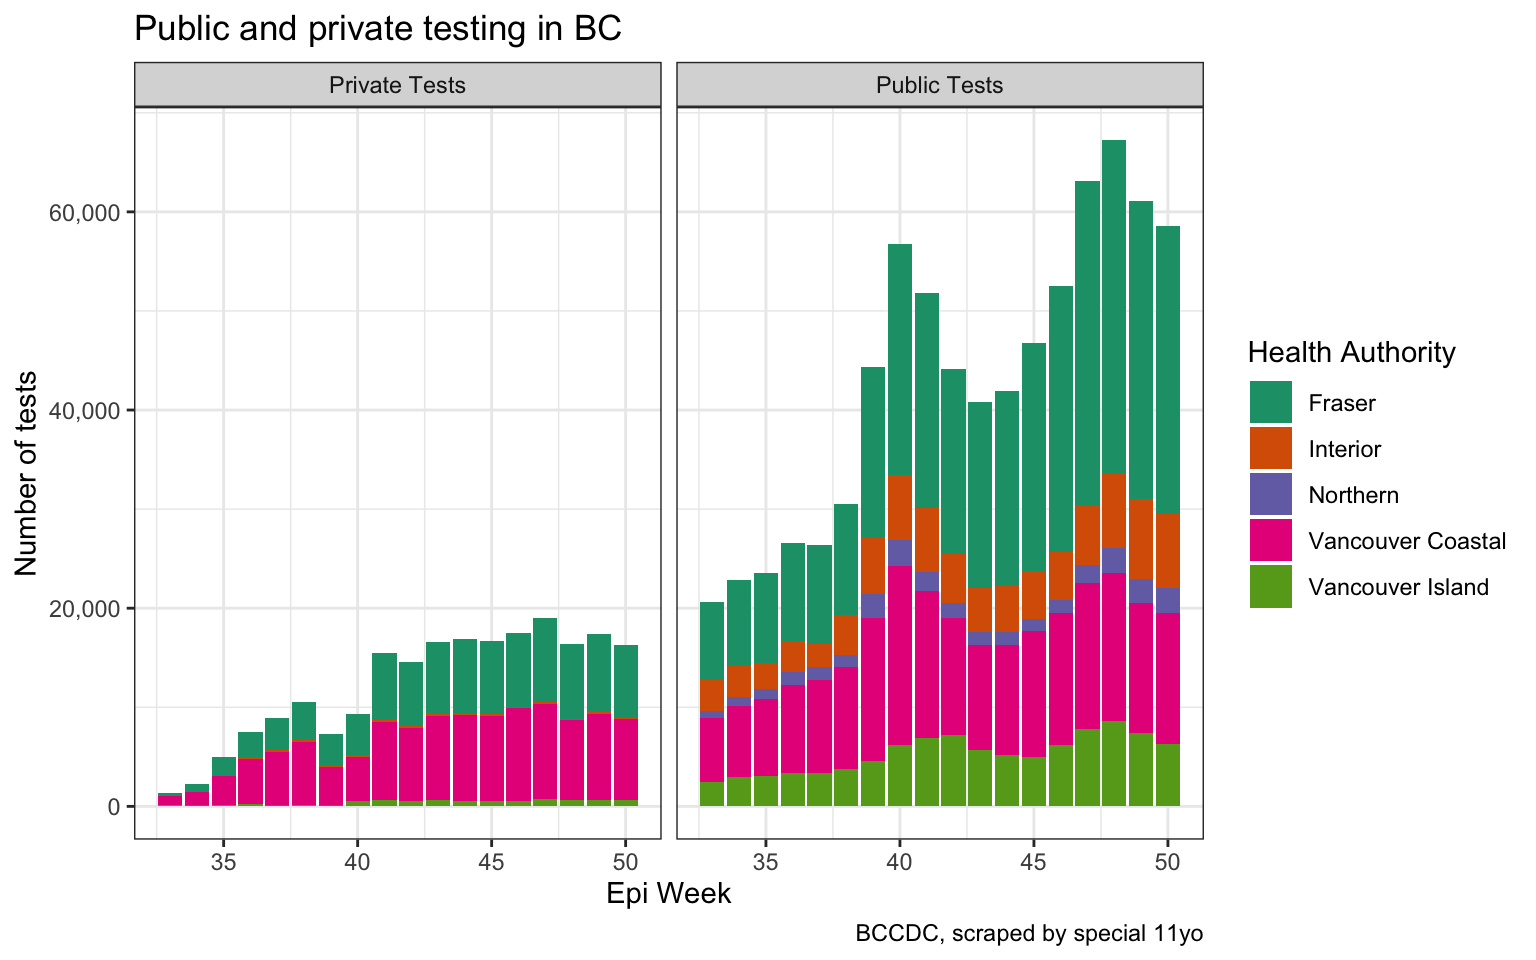 Public and private testing in BC
Private Tests
Public Tests
Number of tests
60,000
40,000
20,000
0
35
40
45
50
35
40
45
50
Epi Week
Health Authority
Fraser
Interior
Northern
Vancouver Coastal
Vancouver Island
BCCDC, scraped by special 11yo